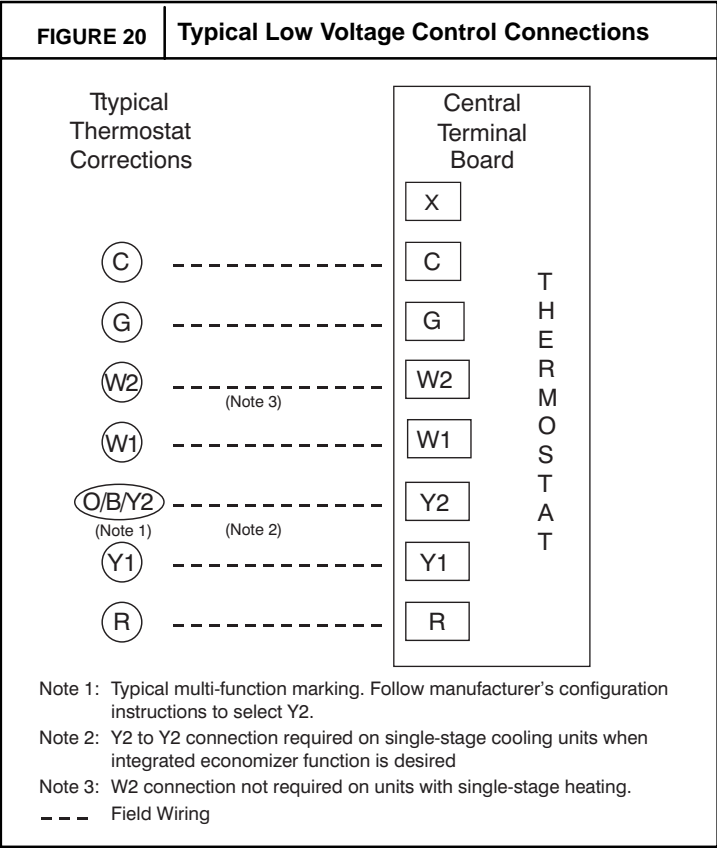 FIGURE 20 Typical Low Voltage Control Connections
Ttypical
Thermostat
Corrections
Central
Terminal
Board
X
C C
G G
W2 W2
(Note 3)
W1 W1
O/B/Y2 Y2
(Note 1) (Note 2)
Y1 Y1
R R
THERMOSTAT
Note 1: Typical multi-function marking. Follow manufacturer's configuration
instructions to select Y2.
Note 2: Y2 to Y2 connection required on single-stage cooling units when
integrated economizer function is desired
Note 3: W2 connection not required on units with single-stage heating.
Field Wiring